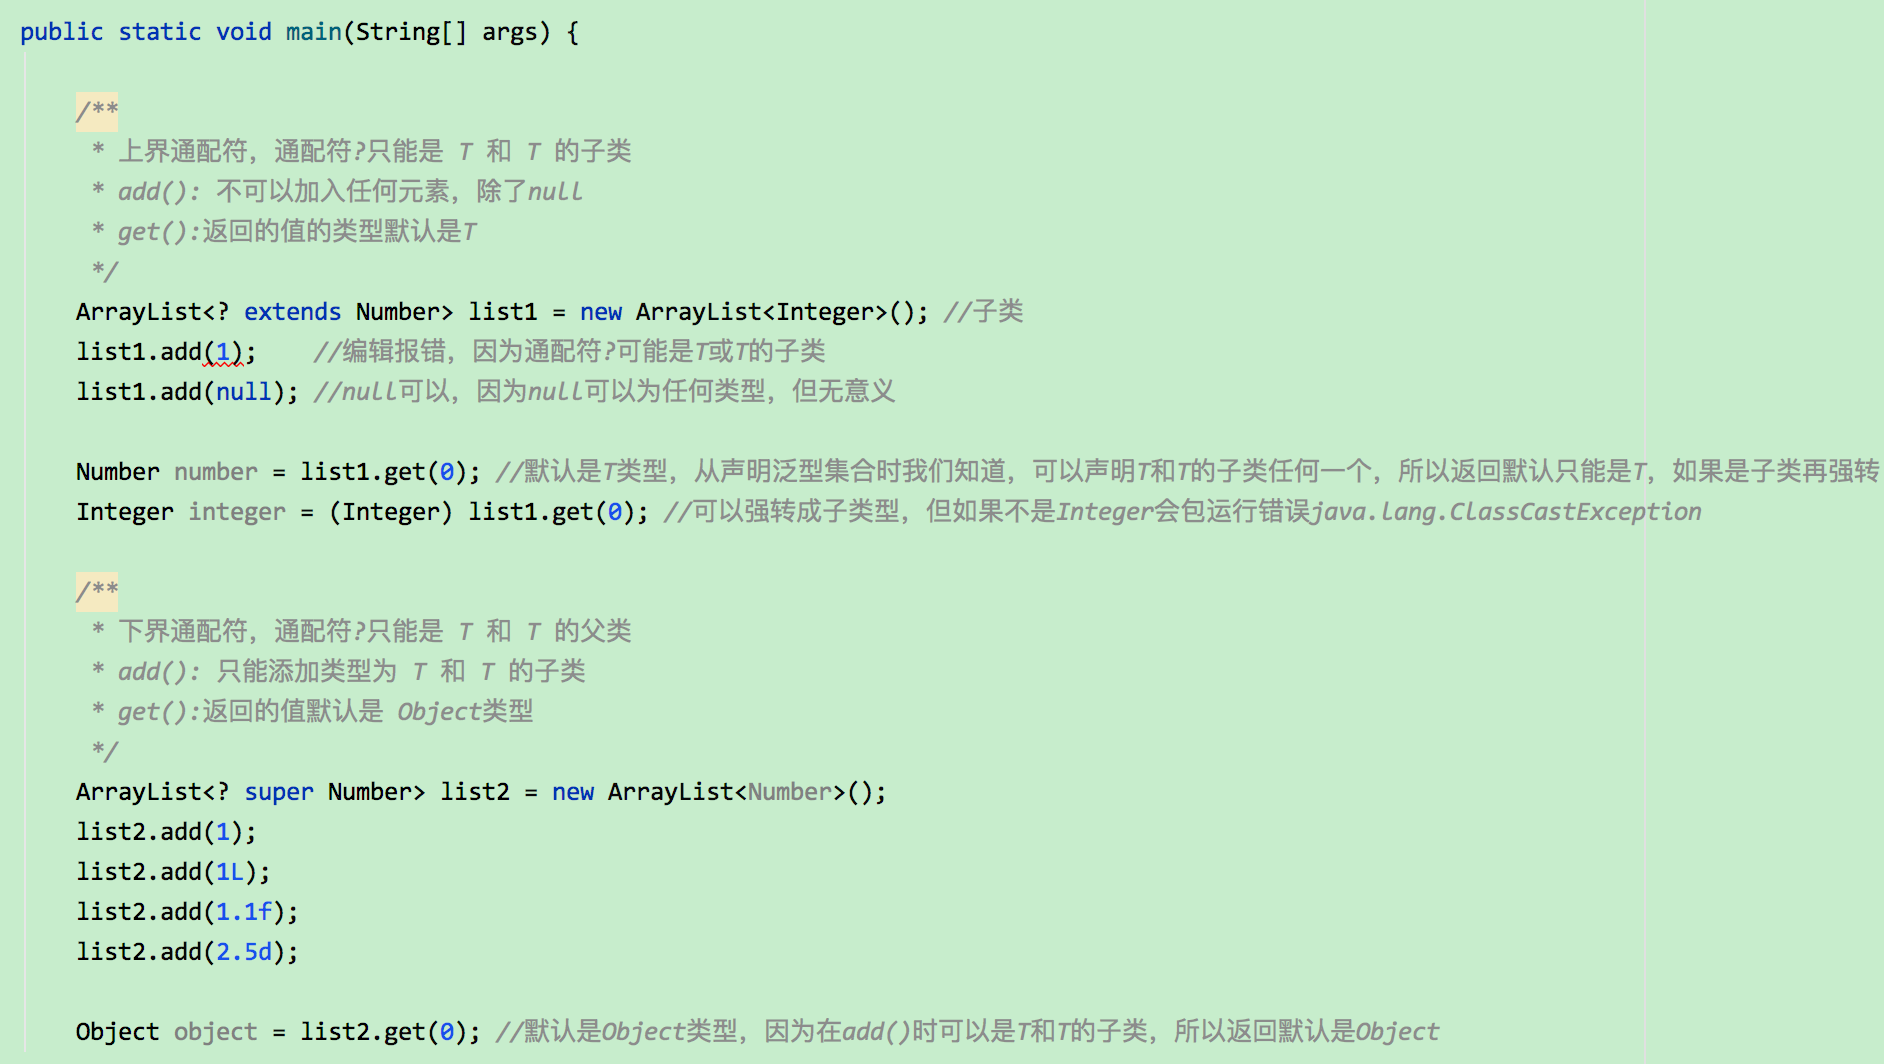 public static void main(String[] args) {
/**
* 上界通配符，通配符?只能是 T 和 T 的子类
* add(): 不可以加入任何元素，除了null
* get():返回的值的类型默认是T
*/
ArrayList<? extends Number> list1 = new ArrayList<Integer>(); //子类
list1.add(1);    //编辑报错，因为通配符?可能是T或T的子类
list1.add(null); //null可以，因为null可以为任何类型，但无意义
Number number = list1.get(0); //默认是T类型，从声明泛型集合时我们知道，可以声明T和T的子类任何一个，所以返回默认只能是T，如果是子类再强转
Integer integer = (Integer) list1.get(0); //可以强转成子类型，但如果不是Integer会包运行错误java.lang.ClassCastException
/**
* 下界通配符，通配符?只能是 T 和 T 的父类
* add(): 只能添加类型为 T 和 T 的子类
* get():返回的值默认是 Object类型
*/
ArrayList<? super Number> list2 = new ArrayList<Number>();
list2.add(1);
list2.add(1L);
list2.add(1.1f);
list2.add(2.5d);
Object object = list2.get(0); //默认是Object类型，因为在add()时可以是T和T的子类，所以返回默认是Object